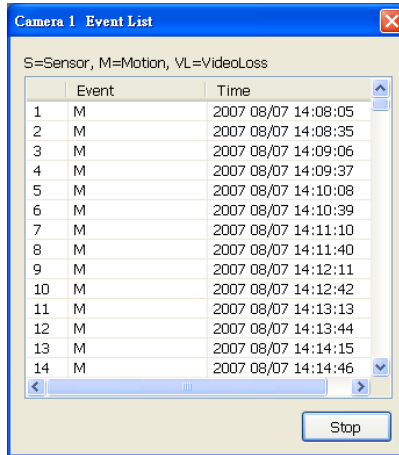 Camera 1 Event List
S=Sensor, M=Motion, VL=VideoLoss
Event Time
1 M 2007 08/07 14:08:05
2 M 2007 08/07 14:08:35
3 M 2007 08/07 14:09:06
4 M 2007 08/07 14:09:37
5 M 2007 08/07 14:10:08
6 M 2007 08/07 14:10:39
7 M 2007 08/07 14:11:10
8 M 2007 08/07 14:11:40
9 M 2007 08/07 14:12:11
10 M 2007 08/07 14:12:42
11 M 2007 08/07 14:13:13
12 M 2007 08/07 14:13:44
13 M 2007 08/07 14:14:15
14 M 2007 08/07 14:14:46
Stop